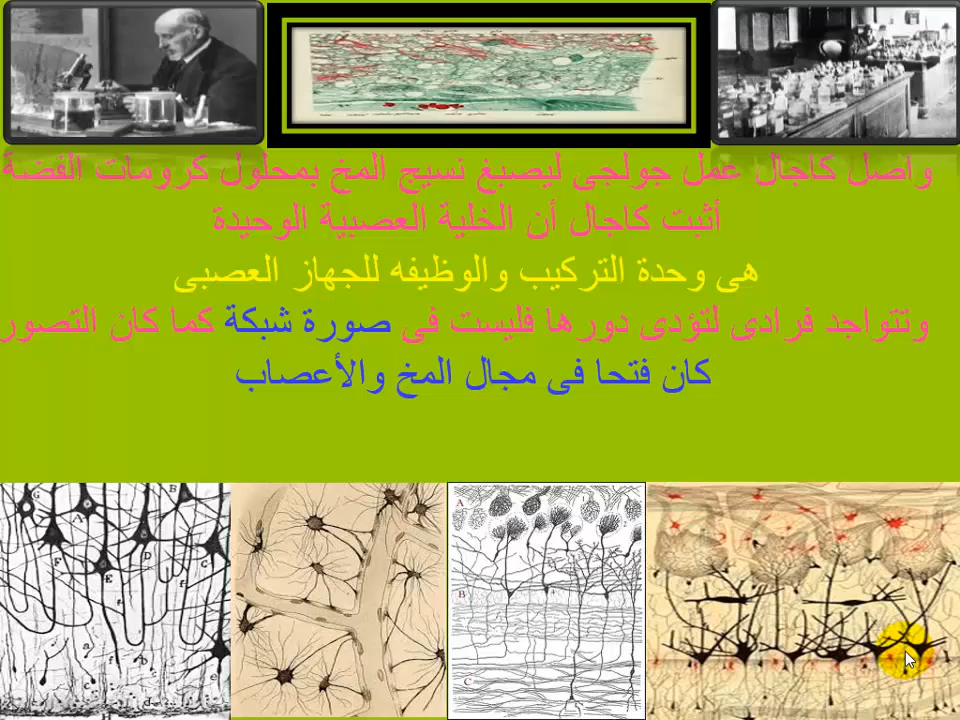 واصل كاجال عمل جولجى ليصبغ نسيج المخ بمحلول كرومات الفضة
أثبت كاجال أن الخلية العصبية الوحيدة
هى وحدة التركيب والوظيفه للجهاز العصبى
وتتواجد فرادى لتؤدى دورها فليست فى صورة شبكة كما كان التصور
كان فتحا فى مجال المخ والأعصاب